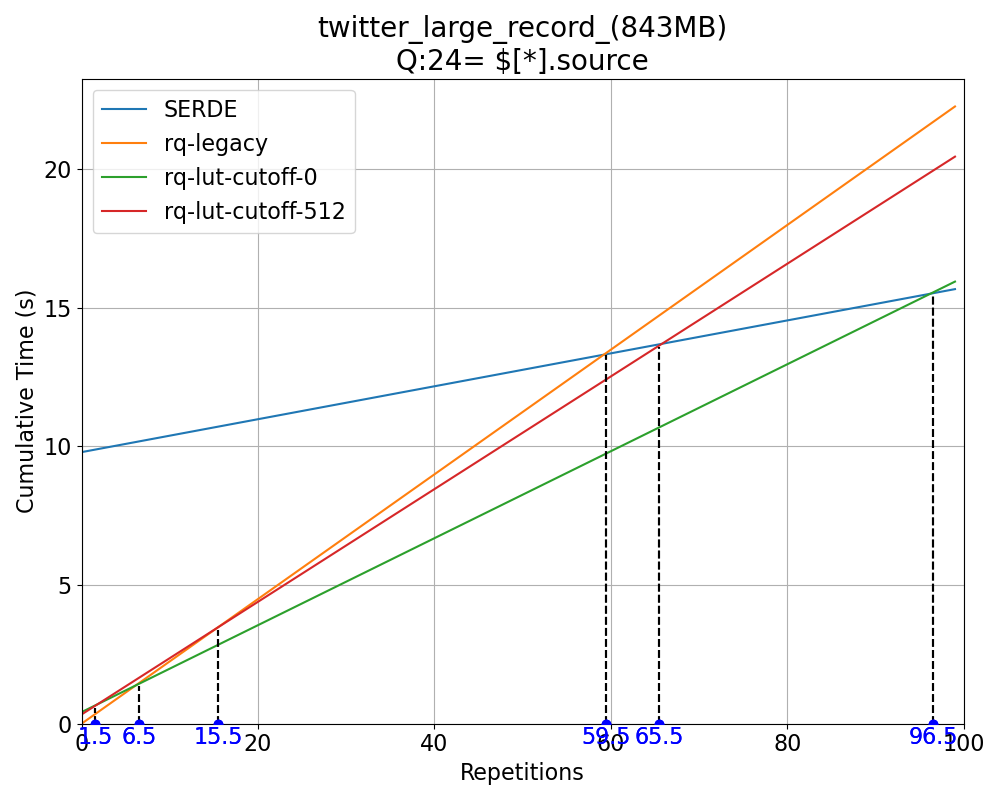 twitter_large_record_(843MB)
Q:24= $[*].source
SERDE
rq-legacy
rq-lut-cutoff-0
rq-lut-cutoff-512
Cumulative Time (s)
20
15
10
5
0
0 20 40 60 80 100
1.5 6.5 15.5 59.5 65.5 96.5
Repetitions